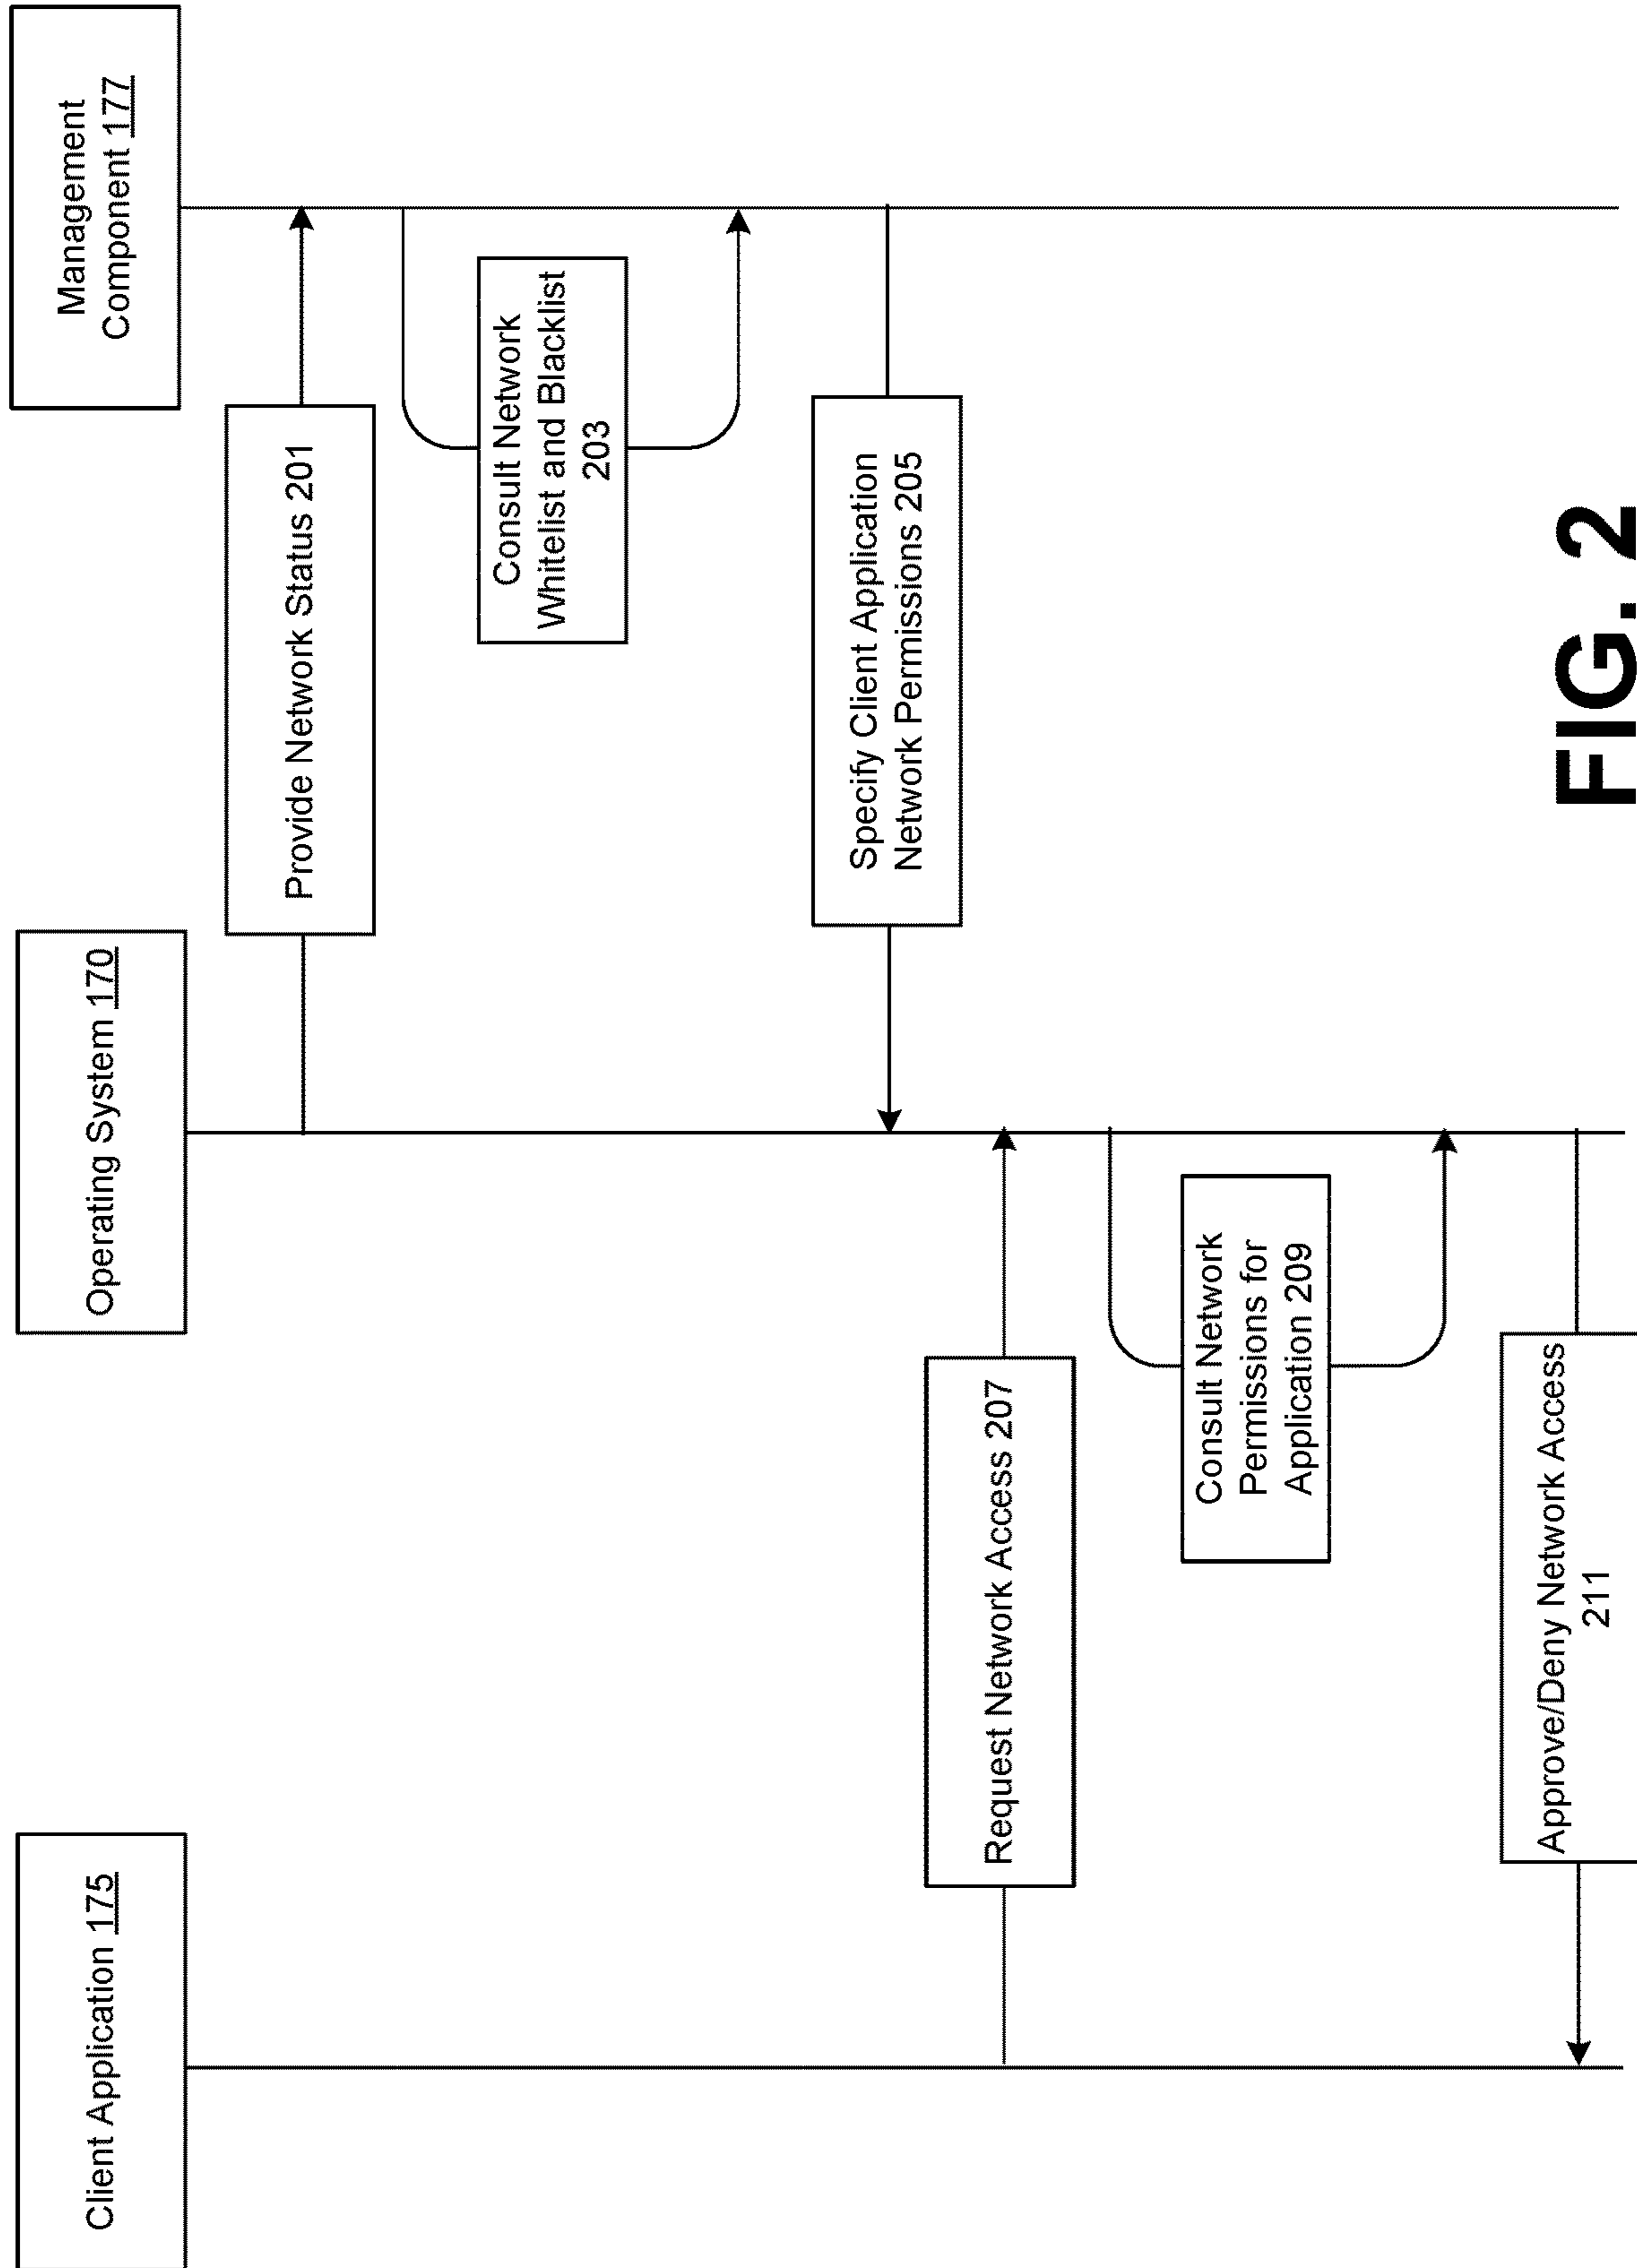 Client Application 175
Operating System 170
Management
Component 177
Provide Network Status 201
Consult Network
Whitelist and Blacklist
203
Specify Client Application
Network Permissions 205
Request Network Access 207
Consult Network
Permissions for
Application 209
Approve/Deny Network Access
211
FIG. 2